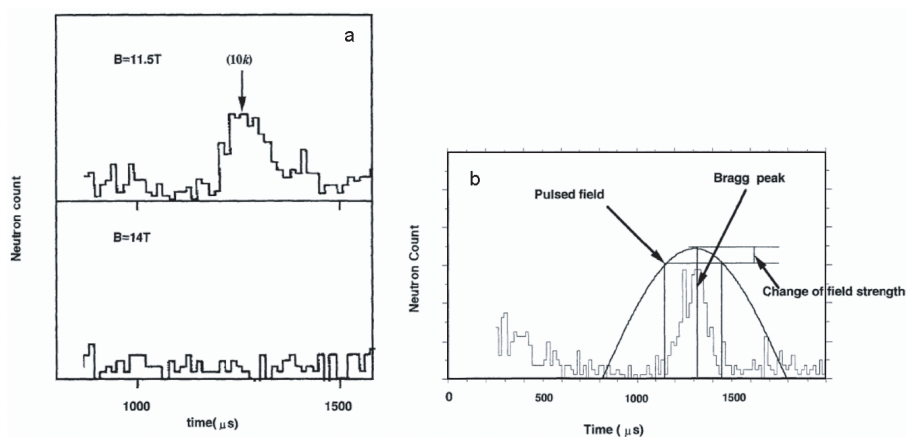 a
B=11.5T
(10k)
B=14T
Neutron count
1000
1500
time(μs)
b
Bragg peak
Pulsed field
Change of field strength
Neutron Count
0
500
1000
1500
Time (μs)